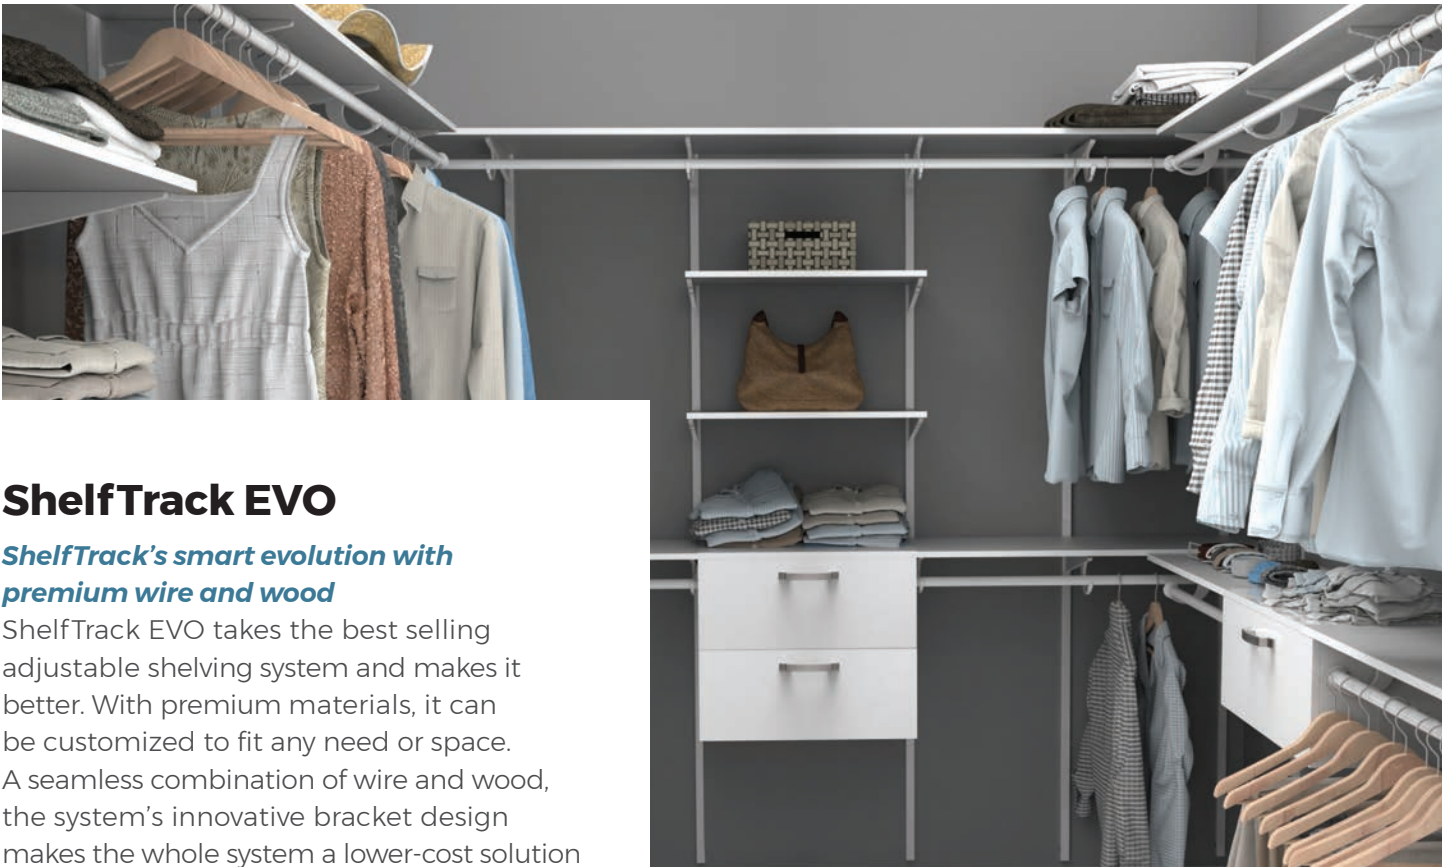 ShelfTrack EVO
ShelfTrack's smart evolution with
premium wire and wood
ShelfTrack EVO takes the best selling
adjustable shelving system and makes it
better. With premium materials, it can
be customized to fit any need or space.
A seamless combination of wire and wood,
the system's innovative bracket design
makes the whole system a lower-cost solution